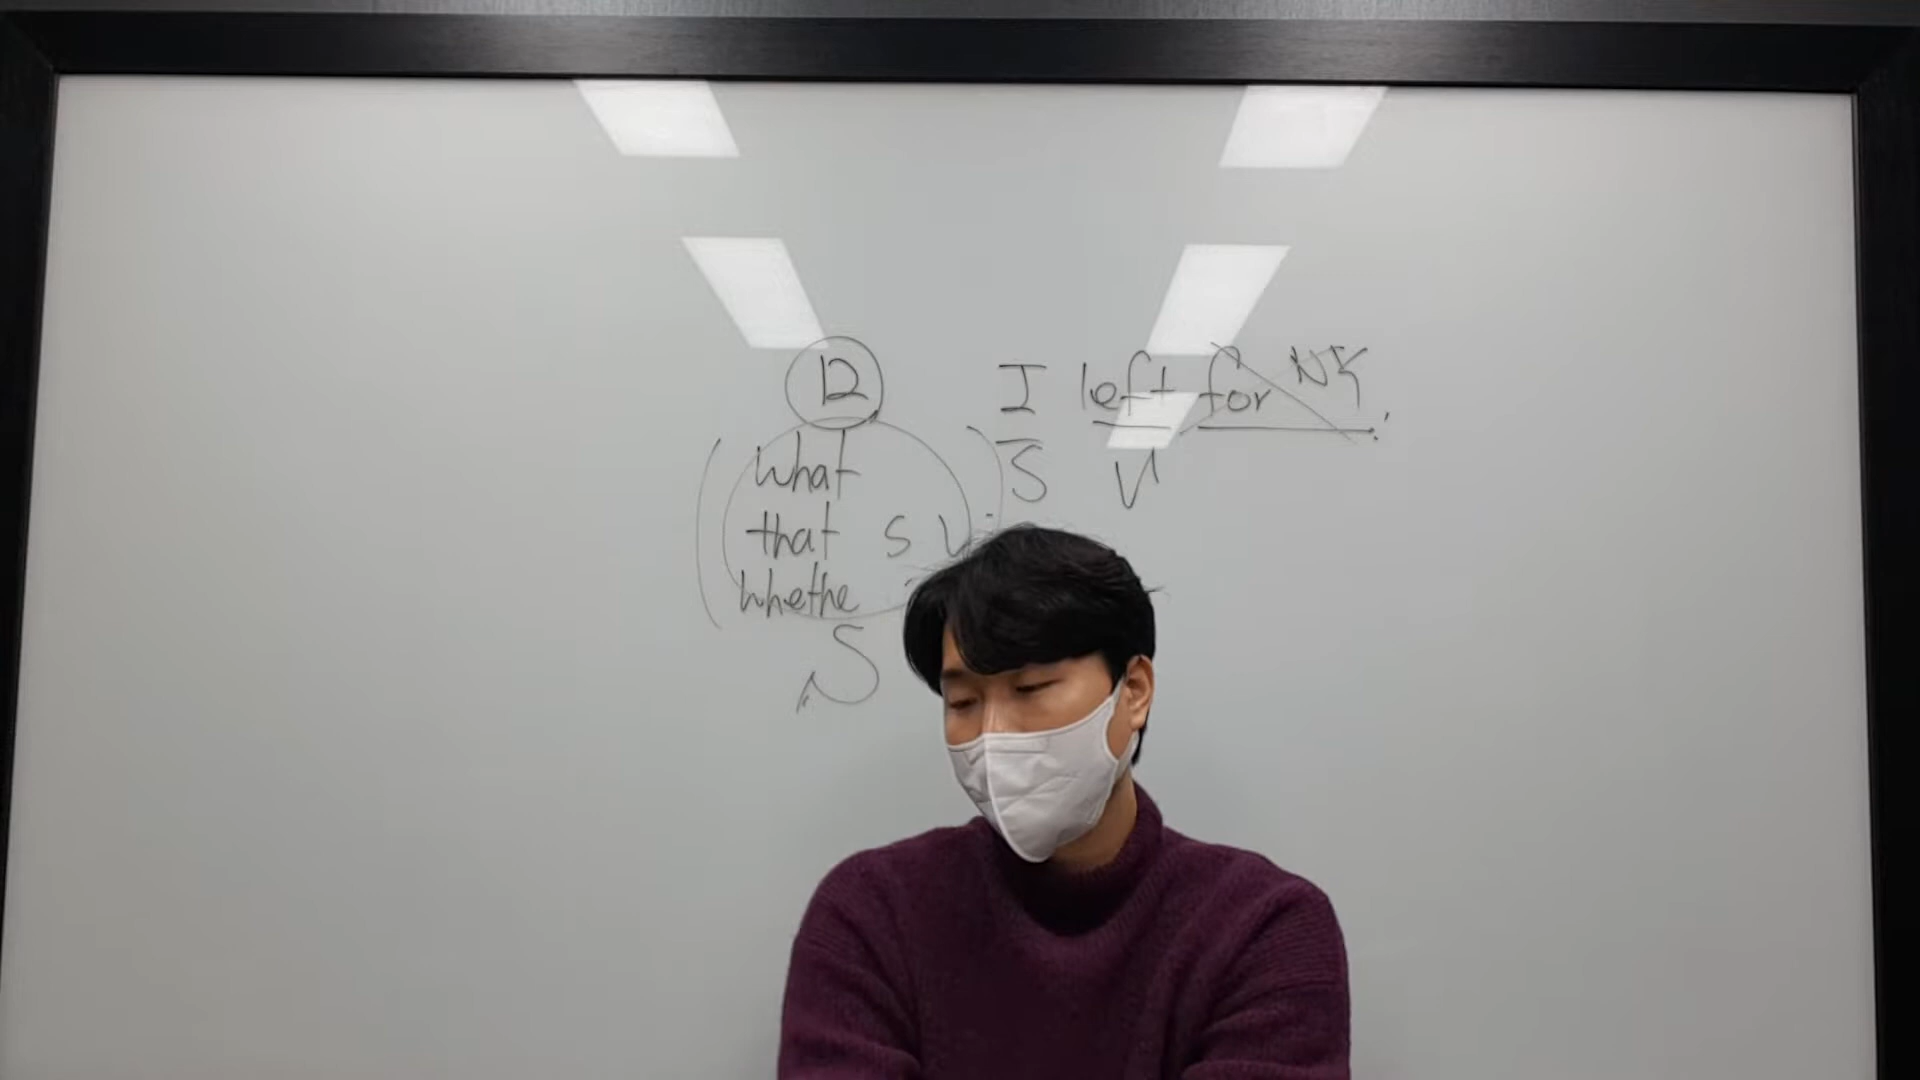 12 I left for NY.
S V
what
that S V
whethe
S